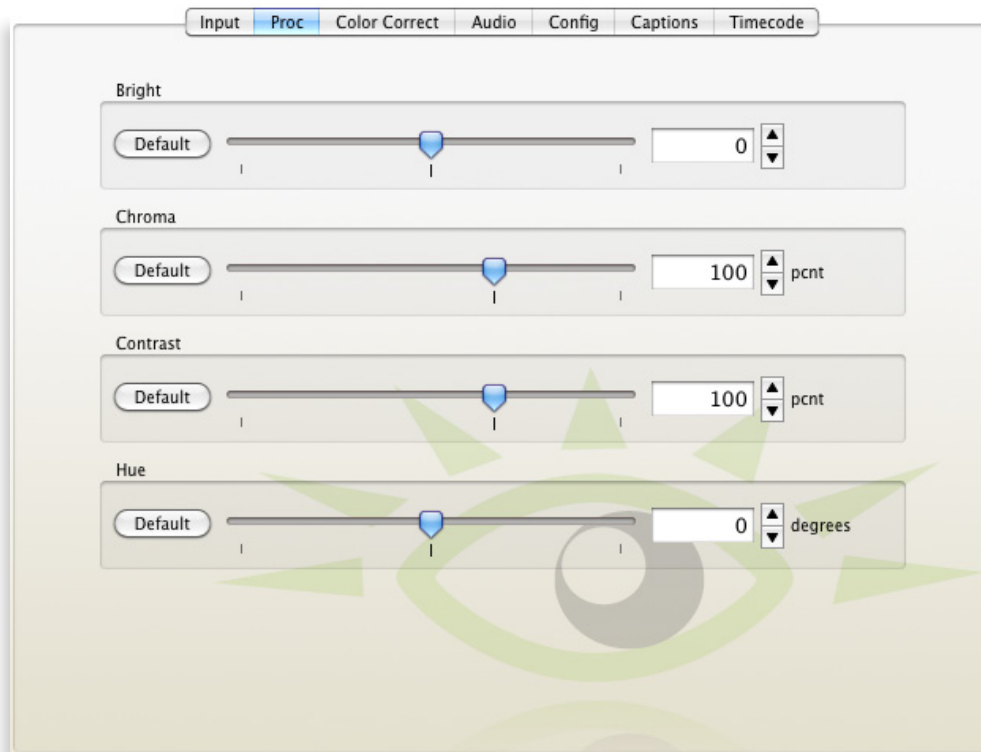 Input Proc Color Correct Audio Config Captions Timecode
Bright
Default 0
Chroma
Default 100 pcnt
Contrast
Default 100 pcnt
Hue
Default 0 degrees